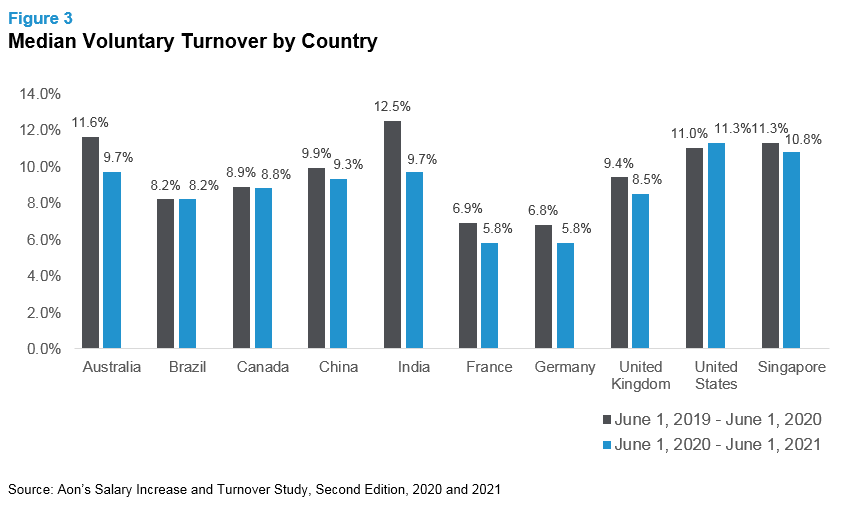 Figure 3
Median Voluntary Turnover by Country
14.0%
12.0%
10.0%
8.0%
6.0%
4.0%
2.0%
0.0%
11.6%
9.7%
8.2%
8.2%
8.9%
8.8%
9.9%
9.3%
12.5%
9.7%
6.9%
5.8%
6.8%
5.8%
9.4%
8.5%
11.0%
11.3%
11.3%
10.8%
Australia
Brazil
Canada
China
India
France
Germany
United
Kingdom
United
States
Singapore
June 1, 2019 - June 1, 2020
June 1, 2020 - June 1, 2021
Source: Aon’s Salary Increase and Turnover Study, Second Edition, 2020 and 2021